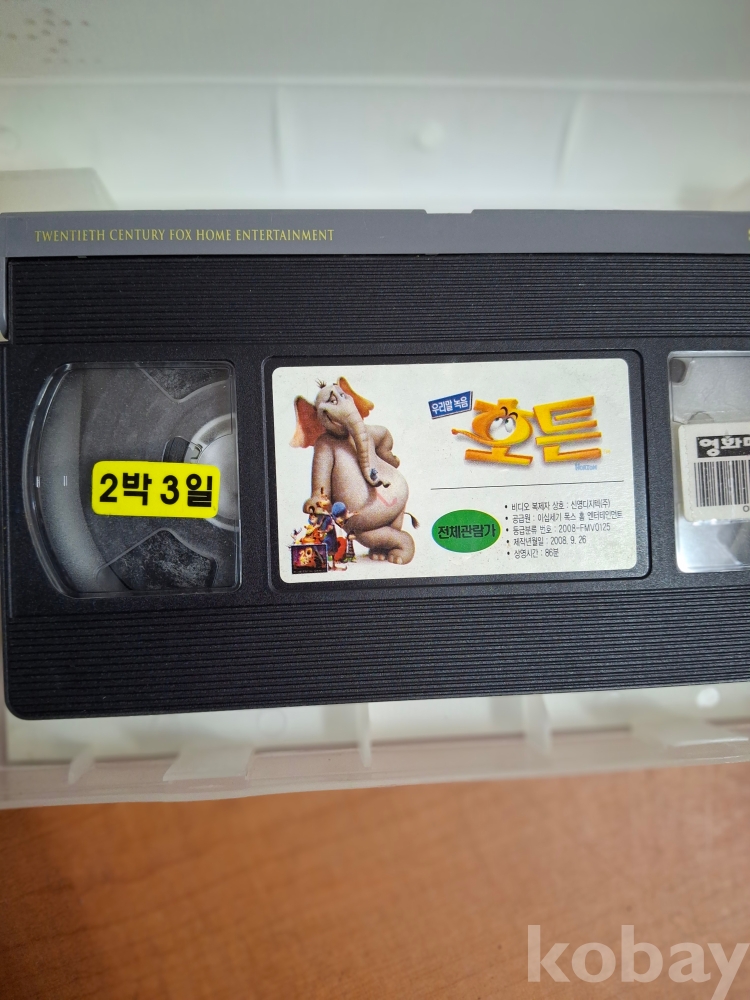 TWENTIETH CENTURY FOX HOME ENTERTAINMENT
2박 3일
우리말 녹음
호튼
전체관람가
• 비디오 복제자 상호 : 신영디지텍(주)
• 공급원 : 이십세기 폭스 홈 엔터테인먼트
• 등급분류 번호 : 2008-FMV0125
• 제작년월일 : 2008. 9. 26
• 상영시간 : 86분
영화
kobay